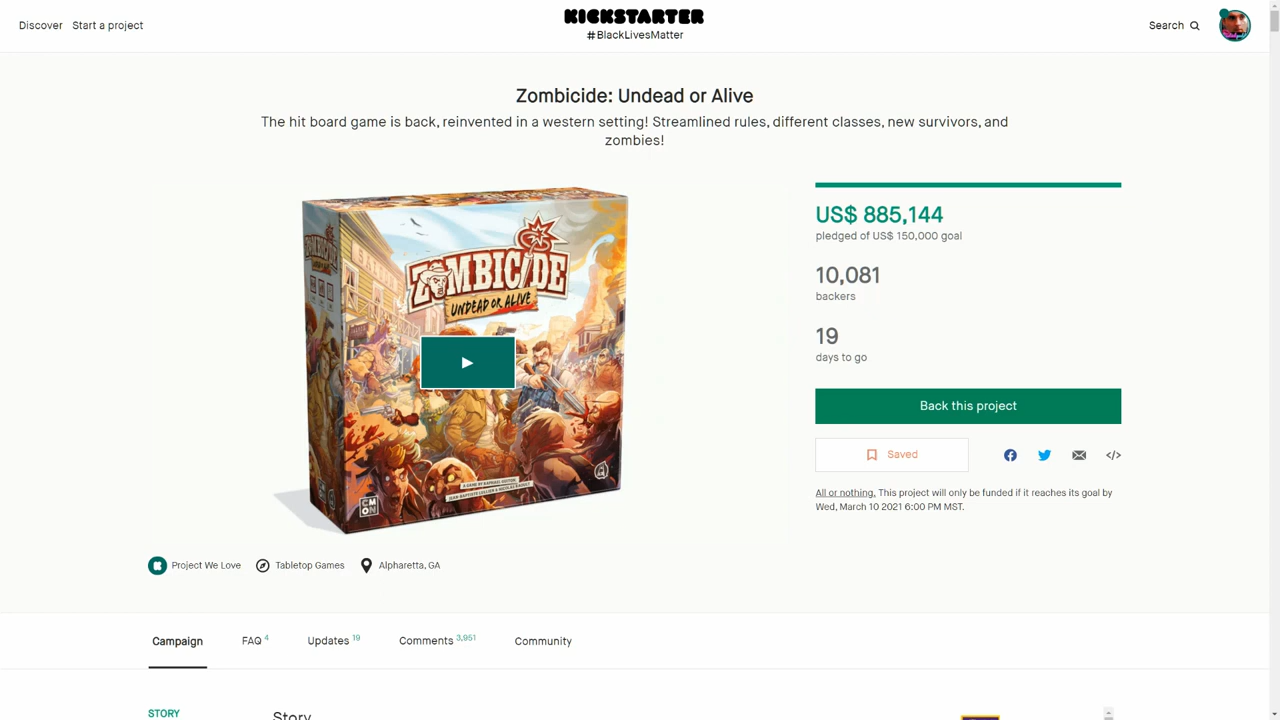 Discover Start a project
KICKSTARTER
#BlackLivesMatter
Search
Zombicide: Undead or Alive
The hit board game is back, reinvented in a western setting! Streamlined rules, different classes, new survivors, and
zombies!
ZOMBICIDE
UNDEAD OR ALIVE
CM
ON
US$ 885,144
pledged of US$ 150,000 goal
10,081
backers
19
days to go
Back this project
Saved
</>
All or nothing. This project will only be funded if it reaches its goal by
Wed, March 10 2021 6:00 PM MST.
Project We Love Tabletop Games Alpharetta, GA
Campaign FAQ 4 Updates 19 Comments 3,951 Community
STORY
Story